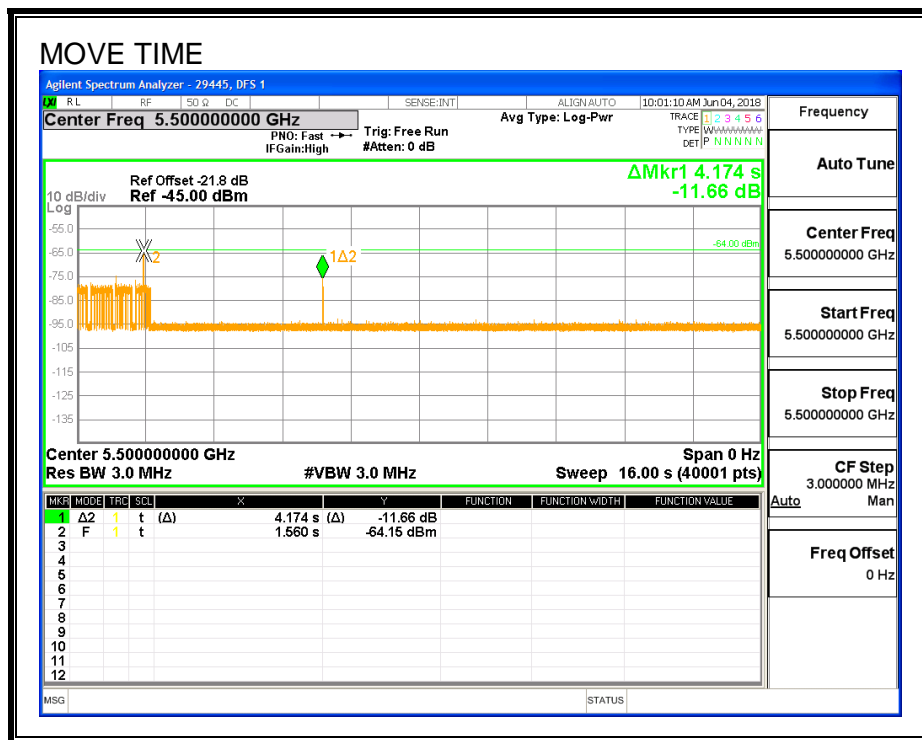 MOVE TIME
Agilent Spectrum Analyzer - 29445, DFS 1
LXI RL RF 50 Ω DC SENSE:INT ALIGN AUTO 10:01:10 AM Jun 04, 2018
Center Freq 5.500000000 GHz
PNO: Fast
IFGain:High
Trig: Free Run
#Atten: 0 dB
Avg Type: Log-Pwr
TRACE 1 2 3 4 5 6
TYPE W
DET P N N N N N
Frequency
Auto Tune
ΔMkr1 4.174 s
-11.66 dB
Ref Offset -21.8 dB
10 dB/div Ref -45.00 dBm
Log
-55.0
-65.0
-75.0
-85.0
-95.0
-105
-115
-125
-135
2
1Δ2
-64.00 dBm
Center 5.500000000 GHz Span 0 Hz
Res BW 3.0 MHz #VBW 3.0 MHz Sweep 16.00 s (40001 pts)
Center Freq
5.500000000 GHz
Start Freq
5.500000000 GHz
Stop Freq
5.500000000 GHz
CF Step
3.000000 MHz
Auto Man
Freq Offset
0 Hz
MKR MODE TRC SCL X Y FUNCTION FUNCTION WIDTH FUNCTION VALUE
1 Δ2 1 t (Δ) 4.174 s (Δ) -11.66 dB
2 F 1 t 1.560 s -64.15 dBm
3
4
5
6
7
8
9
10
11
12
MSG STATUS